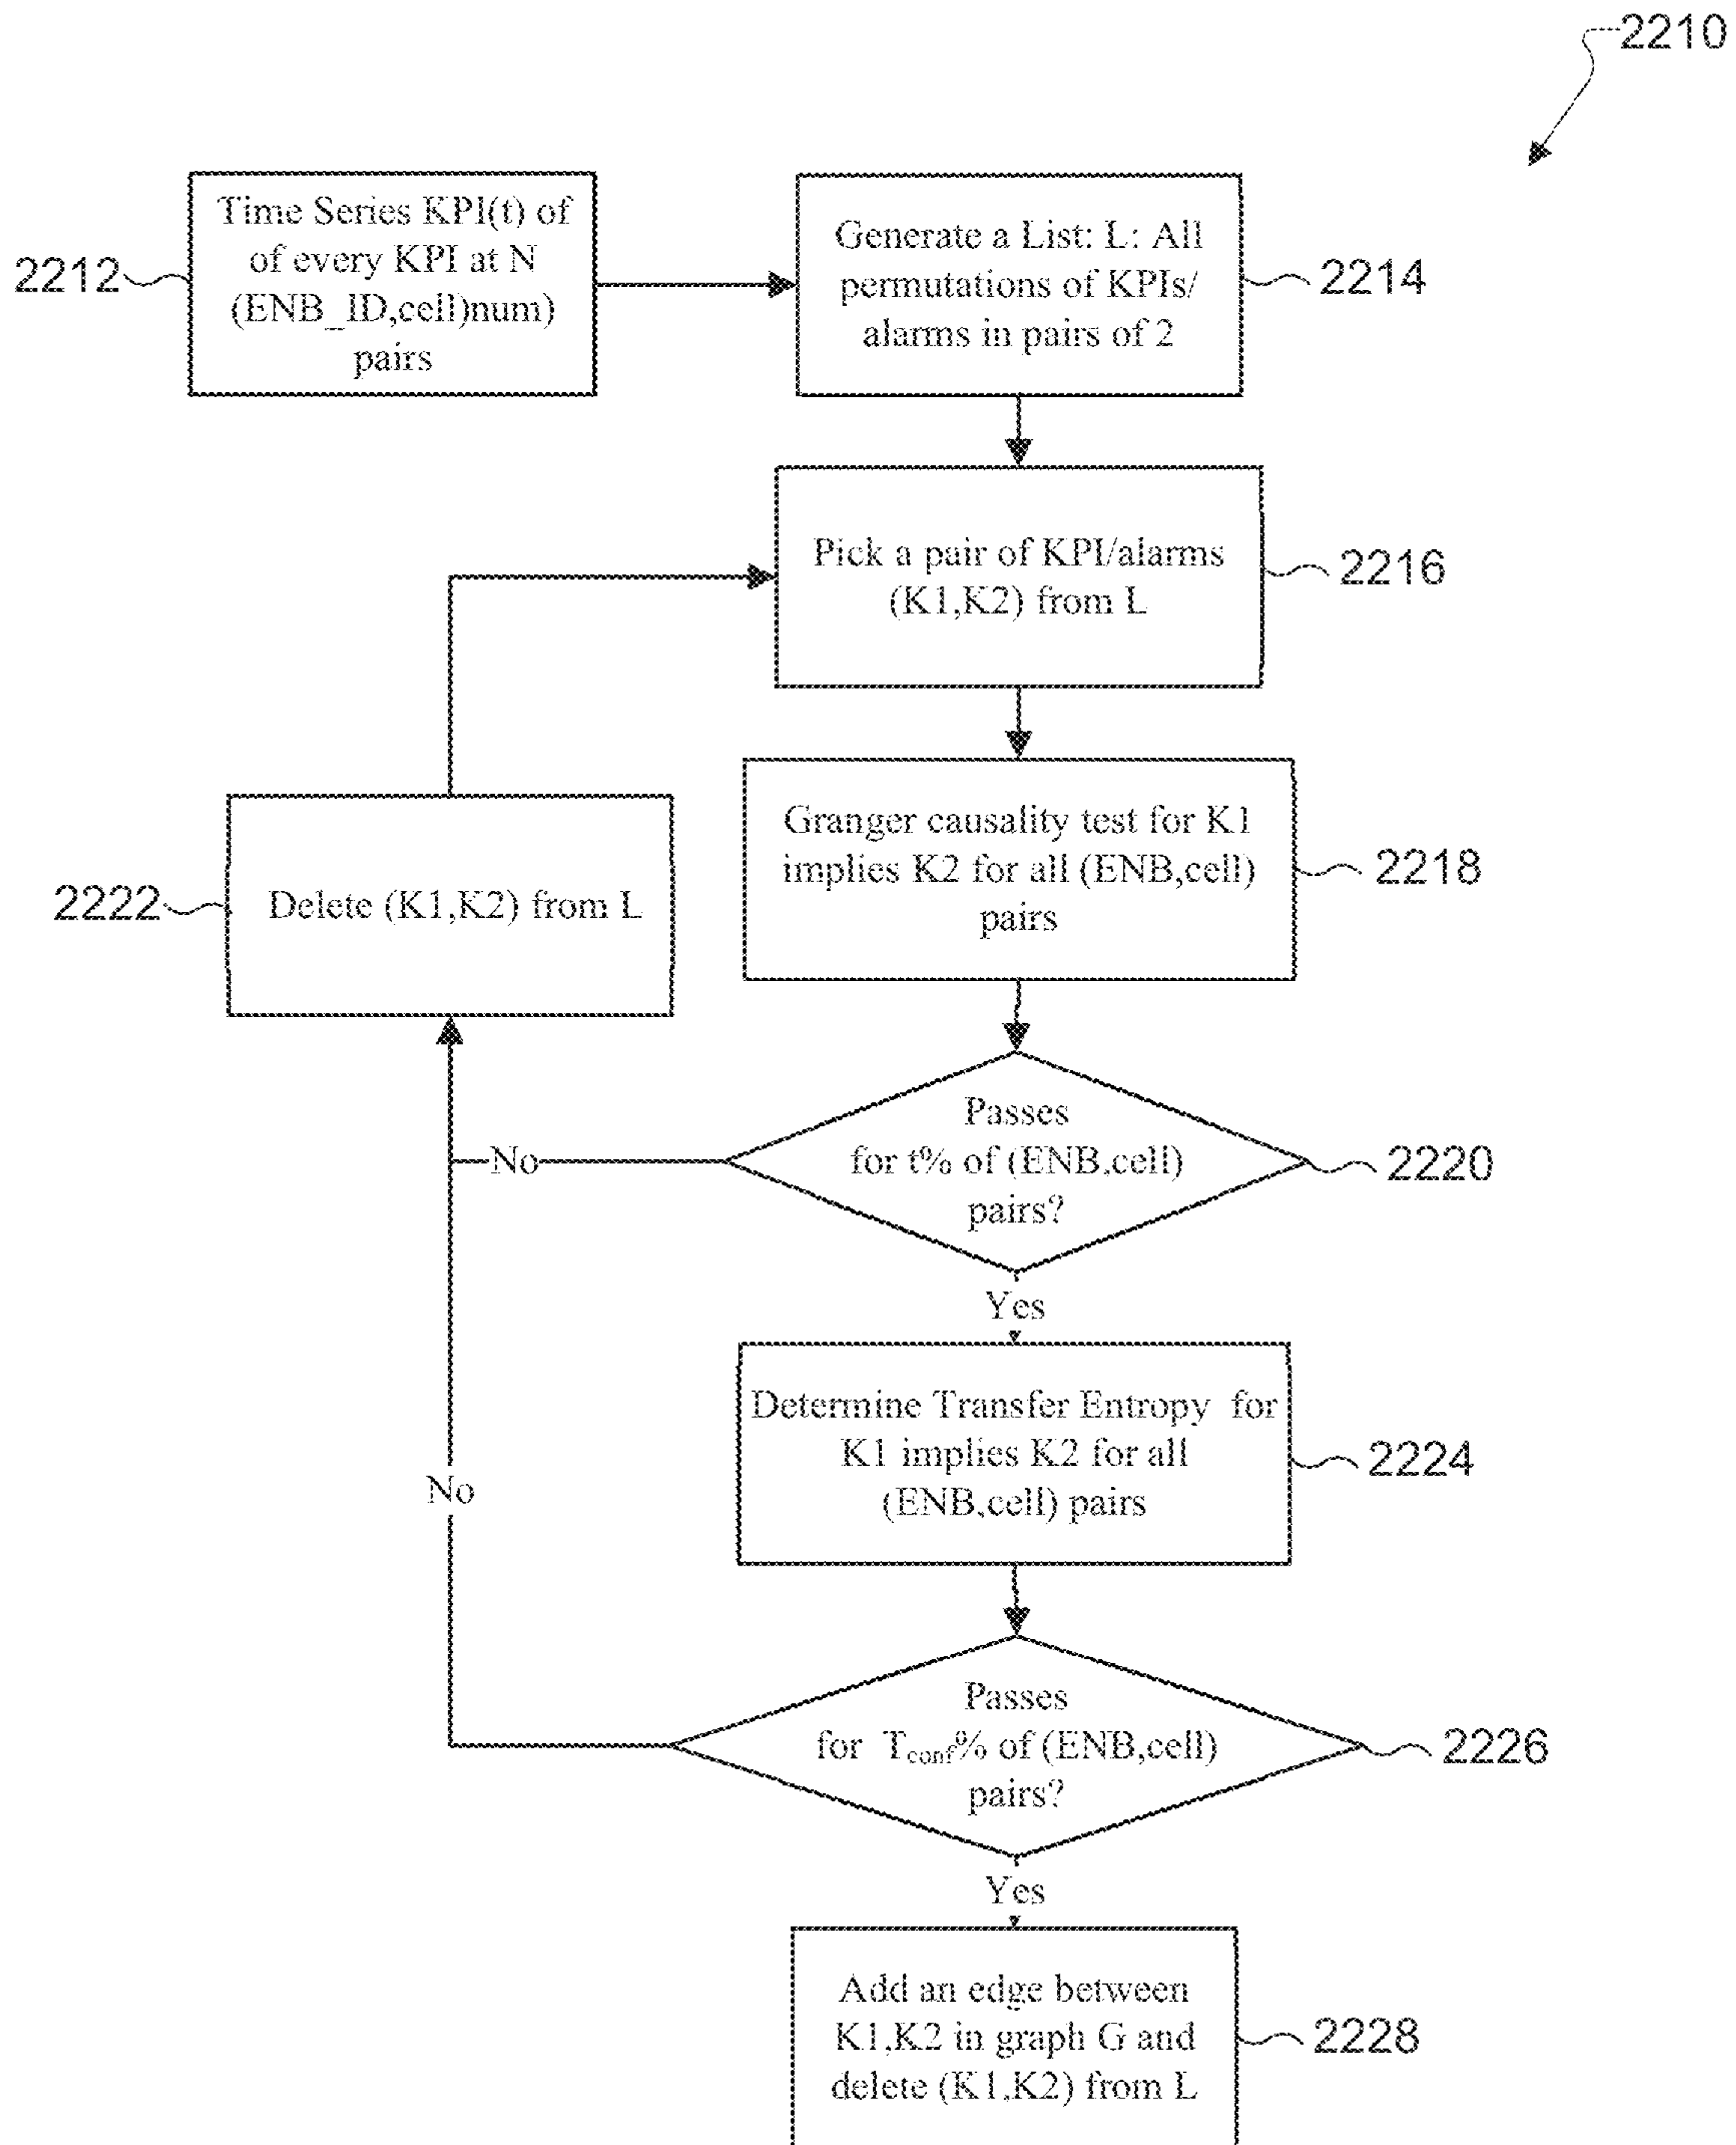 2210
Time Series KPI(t) of
of every KPI at N
(ENB_ID,cell)num)
pairs
2212
Generate a List: L: All
permutations of KPIs/
alarms in pairs of 2
2214
Pick a pair of KPI/alarms
(K1,K2) from L
2216
Granger causality test for K1
implies K2 for all (ENB,cell)
pairs
2218
2222
Delete (K1,K2) from L
Passes
for t% of (ENB,cell)
pairs?
2220
No
Yes
Determine Transfer Entropy for
K1 implies K2 for all
(ENB,cell) pairs
2224
No
Passes
for Tconf% of (ENB,cell)
pairs?
2226
Yes
Add an edge between
K1,K2 in graph G and
delete (K1,K2) from L
2228